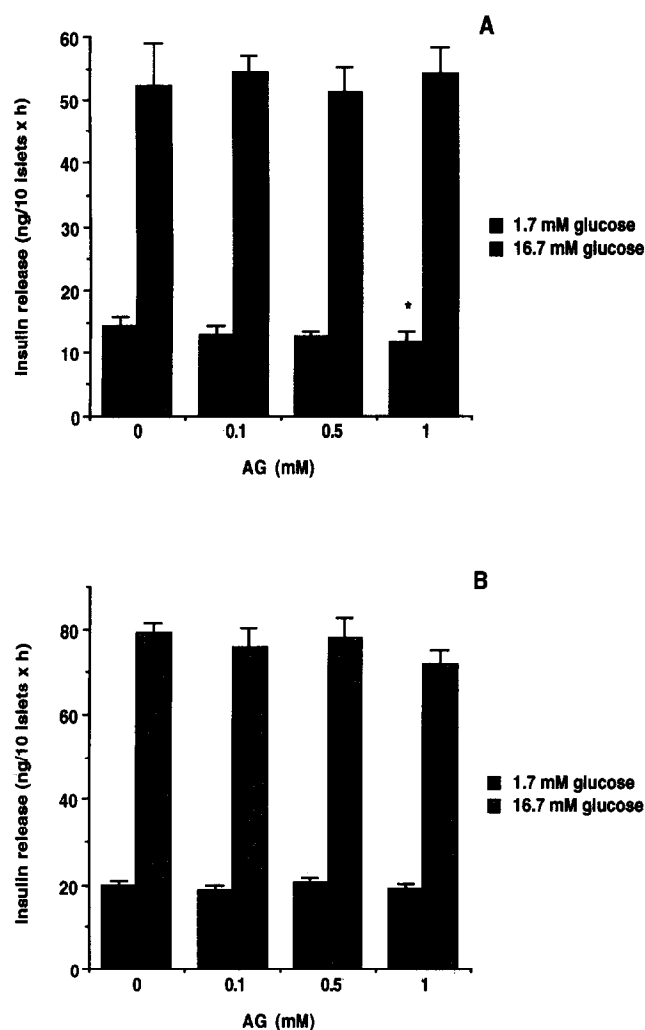 A
60
50
40
30
20
10
0
Insulin release (ng/10 islets x h)
1.7 mM glucose
16.7 mM glucose
*
0 0.1 0.5 1
AG (mM)
B
80
60
40
20
0
Insulin release (ng/10 islets x h)
1.7 mM glucose
16.7 mM glucose
0 0.1 0.5 1
AG (mM)